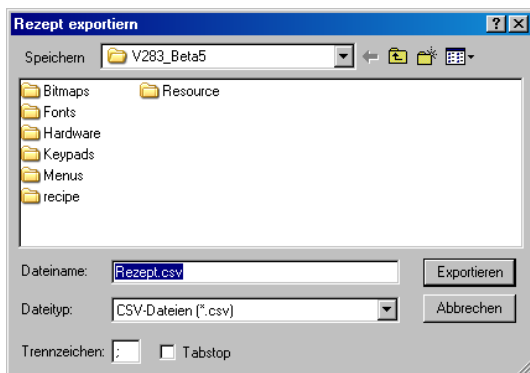 Rezept exportiern
Speichern V283_Beta5
Bitmaps Resource
Fonts
Hardware
Keypads
Menus
recipe
Dateiname: Rezept.csv Exportieren
Dateityp: CSV-Dateien (*.csv) Abbrechen
Trennzeichen: ; Tabstop